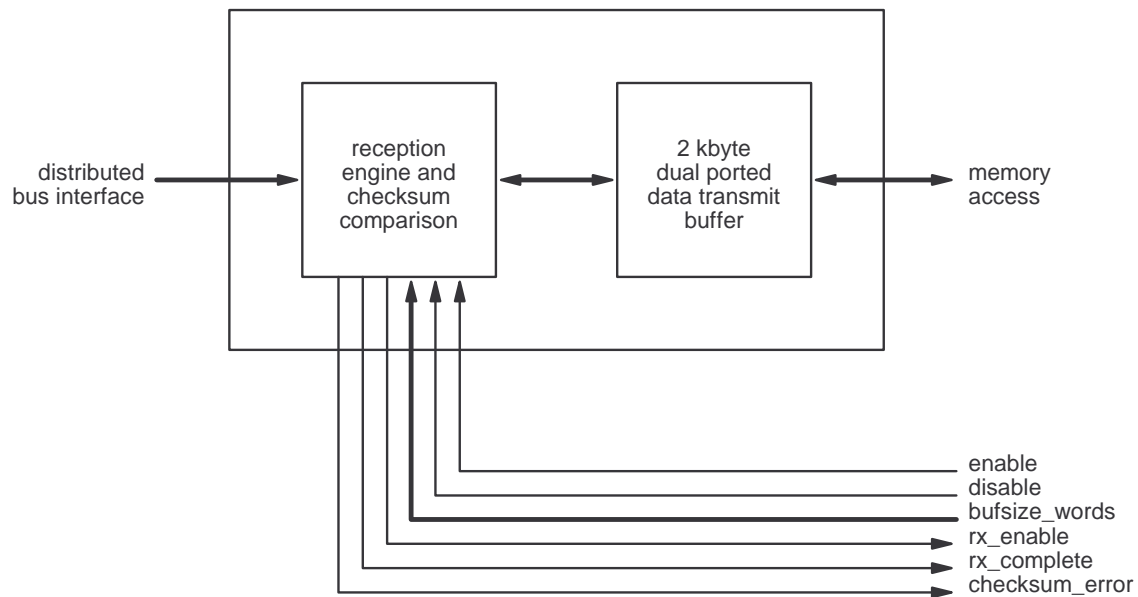 distributed
bus interface
reception
engine and
checksum
comparison
2 kbyte
dual ported
data transmit
buffer
memory
access
enable
disable
bufsize_words
rx_enable
rx_complete
checksum_error